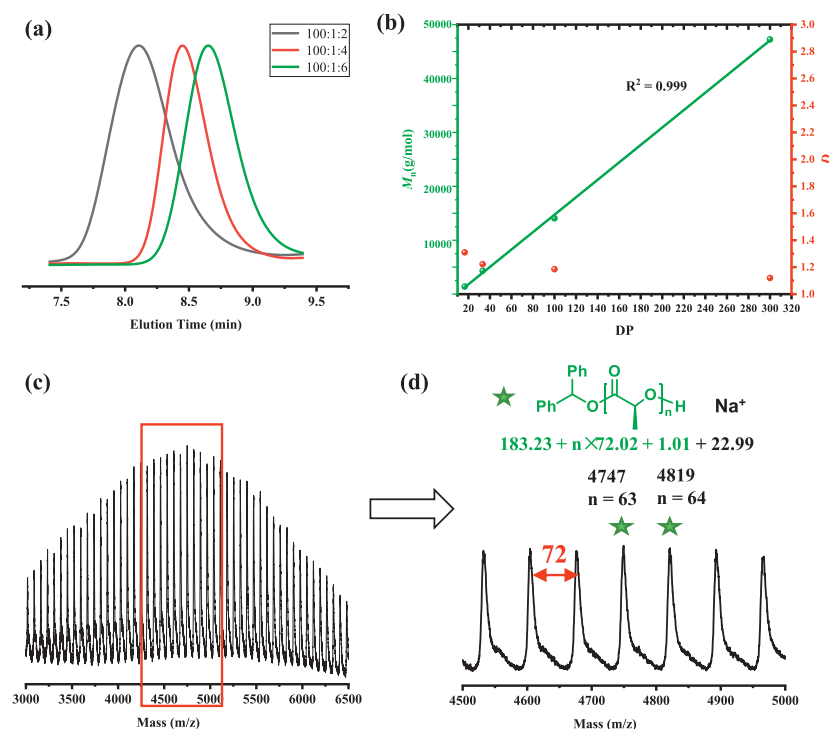 (a)
100:1:2
100:1:4
100:1:6
7.5 8.0 8.5 9.0 9.5
Elution Time (min)
(b)
50000
40000
30000
20000
10000
Mn(g/mol)
R² = 0.999
3.0
2.8
2.6
2.4
2.2
2.0
1.8
1.6
1.4
1.2
1.0
Đ
20 40 60 80 100 120 140 160 180 200 220 240 260 280 300 320
DP
(c)
3000 3500 4000 4500 5000 5500 6000 6500
Mass (m/z)
(d)
Ph O
Ph O O H Na⁺
n
183.23 + n×72.02 + 1.01 + 22.99
4747 4819
n = 63 n = 64
72
4500 4600 4700 4800 4900 5000
Mass (m/z)